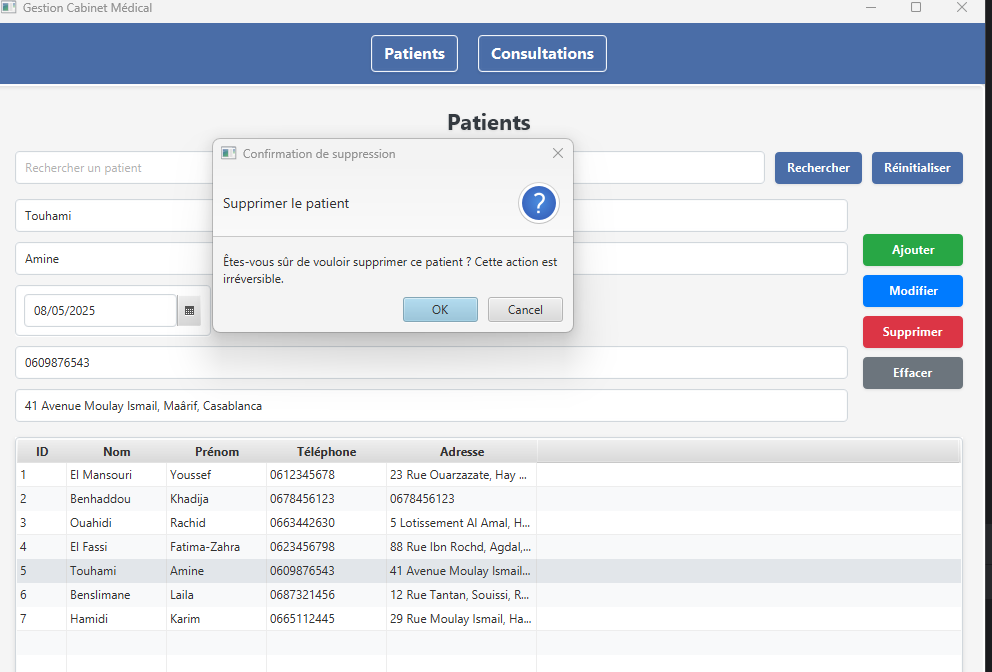 Gestion Cabinet Médical
Patients
Consultations
Patients
Rechercher un patient
Rechercher
Réinitialiser
Confirmation de suppression
Supprimer le patient
?
Êtes-vous sûr de vouloir supprimer ce patient ? Cette action est
irréversible.
OK
Cancel
Touhami
Amine
08/05/2025
0609876543
41 Avenue Moulay Ismail, Maârif, Casablanca
Ajouter
Modifier
Supprimer
Effacer
ID Nom Prénom Téléphone Adresse
1 El Mansouri Youssef 0612345678 23 Rue Ouarzazate, Hay ...
2 Benhaddou Khadija 0678456123 0678456123
3 Ouahidi Rachid 0663442630 5 Lotissement Al Amal, H...
4 El Fassi Fatima-Zahra 0623456798 88 Rue Ibn Rochd, Agdal,...
5 Touhami Amine 0609876543 41 Avenue Moulay Ismail...
6 Benslimane Laila 0687321456 12 Rue Tantan, Souissi, R...
7 Hamidi Karim 0665112445 29 Rue Moulay Ismail, Ha...